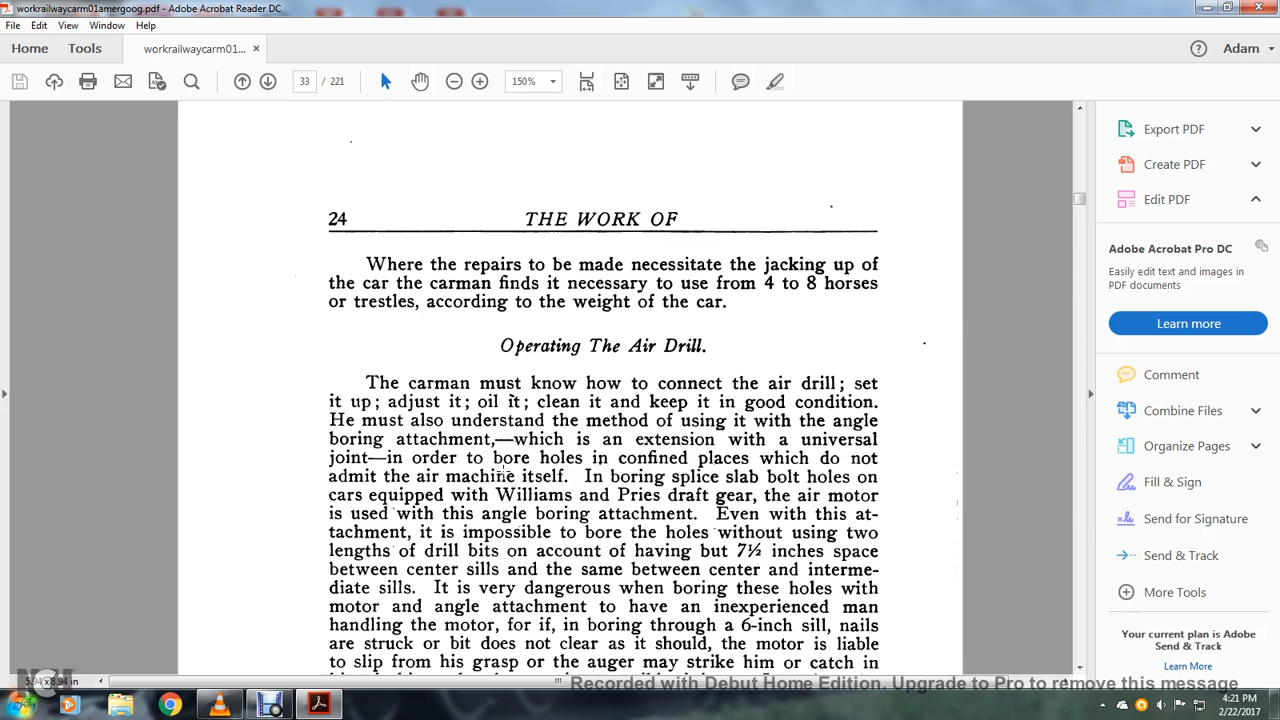 workrailwaycarm01amergoog.pdf - Adobe Acrobat Reader DC
File Edit View Window Help
Home Tools workrailwaycarm01... × Adam
33 / 221 150%
24 THE WORK OF
Where the repairs to be made necessitate the jacking up of
the car the carman finds it necessary to use from 4 to 8 horses
or trestles, according to the weight of the car.
Operating The Air Drill.
The carman must know how to connect the air drill; set
it up; adjust it; oil it; clean it and keep it in good condition.
He must also understand the method of using it with the angle
boring attachment,—which is an extension with a universal
joint—in order to bore holes in confined places which do not
admit the air machine itself. In boring splice slab bolt holes on
cars equipped with Williams and Pries draft gear, the air motor
is used with this angle boring attachment. Even with this at-
tachment, it is impossible to bore the holes without using two
lengths of drill bits on account of having but 7½ inches space
between center sills and the same between center and interme-
diate sills. It is very dangerous when boring these holes with
motor and angle attachment to have an inexperienced man
handling the motor, for if, in boring through a 6-inch sill, nails
are struck or bit does not clear as it should, the motor is liable
to slip from his grasp or the auger may strike him or catch in
Export PDF
Create PDF
Edit PDF
Adobe Acrobat Pro DC
Easily edit text and images in
PDF documents
Learn more
Comment
Combine Files
Organize Pages
Fill & Sign
Send for Signature
Send & Track
More Tools
Your current plan is Adobe
Send & Track
Learn More
5.94 x 8.94 in
Recorded with Debut Home Edition. Upgrade to Pro to remove this message
NCH
4:21 PM
2/22/2017